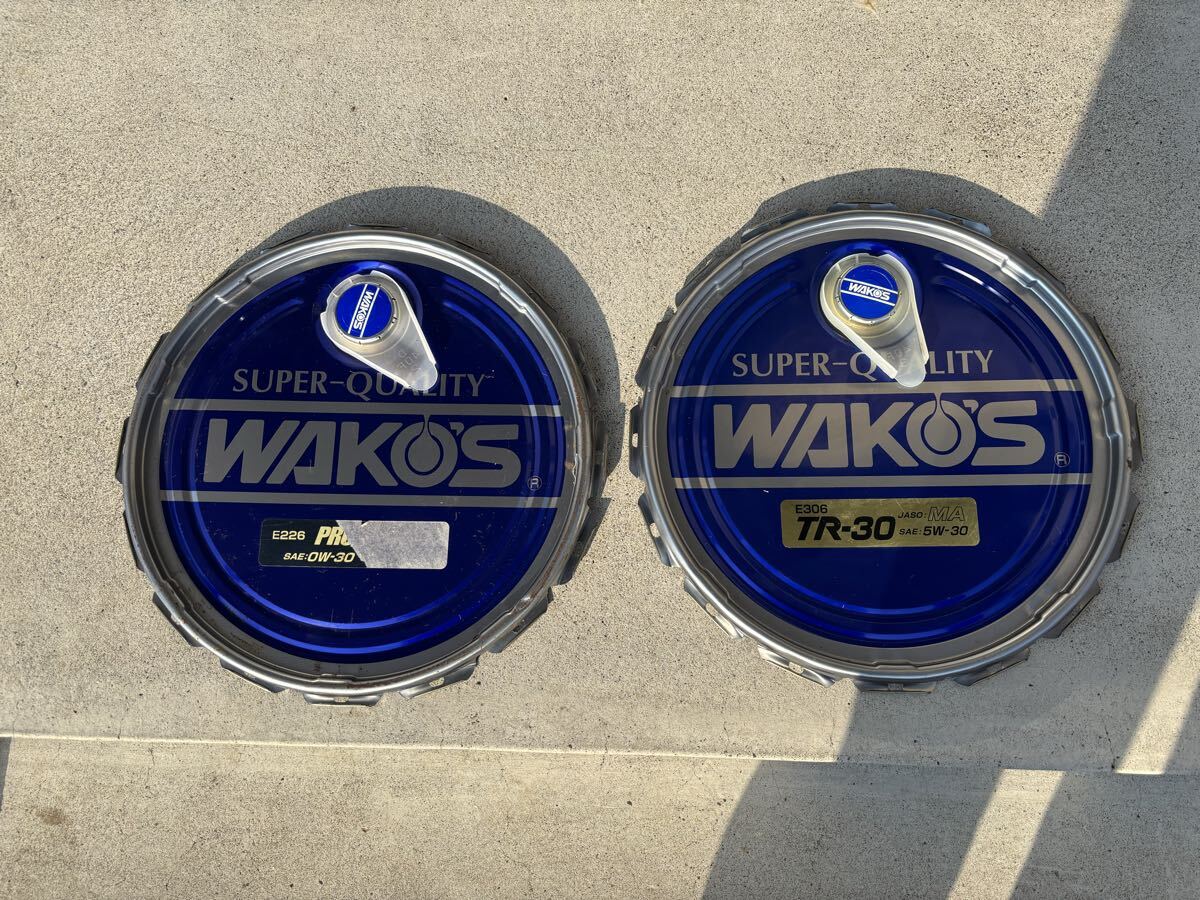 WAKO'S
SUPER-QUALITY
WAKO'S
®
E226
SAE: 0W-30
WAKO'S
SUPER-QUALITY
WAKO'S
®
E306
TR-30 JASO: MA
SAE: 5W-30